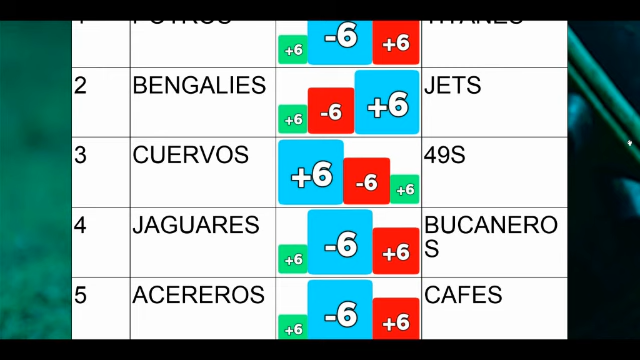 +6 -6 +6
2 BENGALIES +6 -6 +6 JETS
3 CUERVOS +6 -6 +6 49S
4 JAGUARES +6 -6 +6 BUCANERO
S
5 ACEREROS +6 -6 +6 CAFES